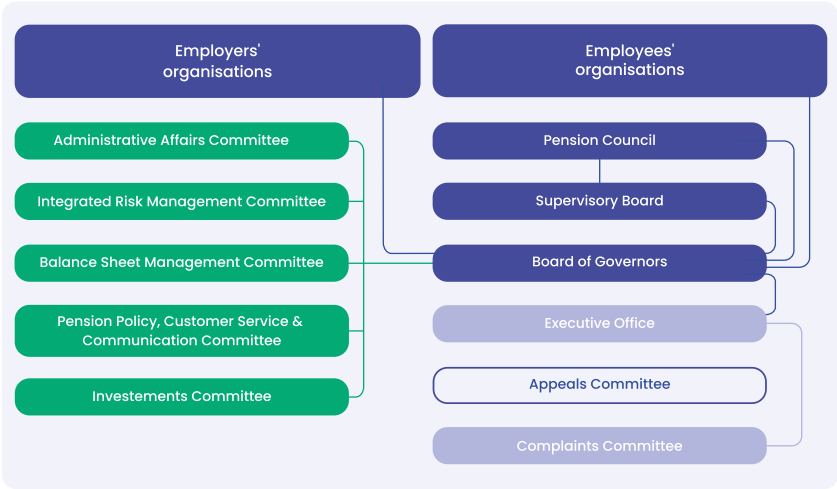 Employers'
organisations
Employees'
organisations
Administrative Affairs Committee
Integrated Risk Management Committee
Balance Sheet Management Committee
Pension Policy, Customer Service &
Communication Committee
Investements Committee
Pension Council
Supervisory Board
Board of Governors
Executive Office
Appeals Committee
Complaints Committee